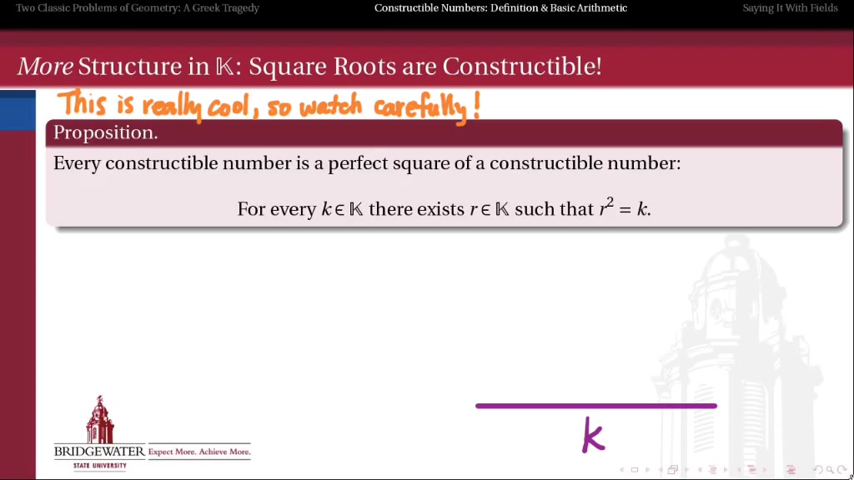 Two Classic Problems of Geometry: A Greek Tragedy
Constructible Numbers: Definition & Basic Arithmetic
Saying It With Fields
More Structure in 𝕂: Square Roots are Constructible!
This is really cool, so watch carefully!
Proposition.
Every constructible number is a perfect square of a constructible number:
For every k ∈ 𝕂 there exists r ∈ 𝕂 such that r² = k.
k
BRIDGEWATER
STATE UNIVERSITY
Expect More. Achieve More.